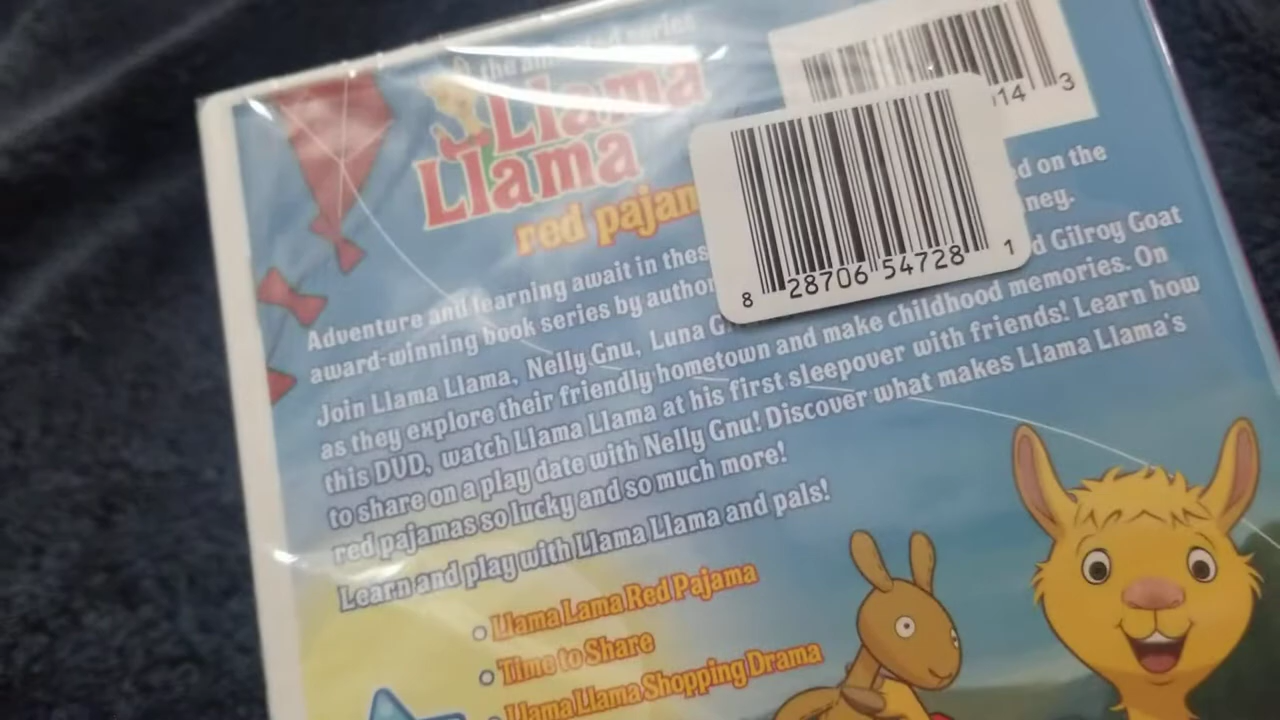 the animated series
Llama
Llama
red pajam
14 3
8 28706 54728 1
Adventure and learning await in thes d on the
award-winning book series by author ney.
Join Llama Llama, Nelly Gnu, Luna G d Gilroy Goat
as they explore their friendly hometown and make childhood memories. On
this DVD, watch Llama Llama at his first sleepover with friends! Learn how
to share on a play date with Nelly Gnu! Discover what makes Llama Llama's
red pajamas so lucky and so much more!
Learn and play with Llama Llama and pals!
Llama Lama Red Pajama
Time to Share
Llama Llama Shopping Drama